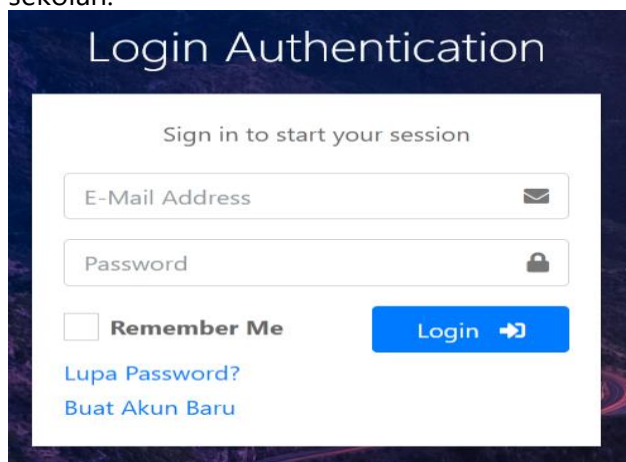 sekolah.
Login Authentication
Sign in to start your session
E-Mail Address
Password
Remember Me
Login
Lupa Password?
Buat Akun Baru